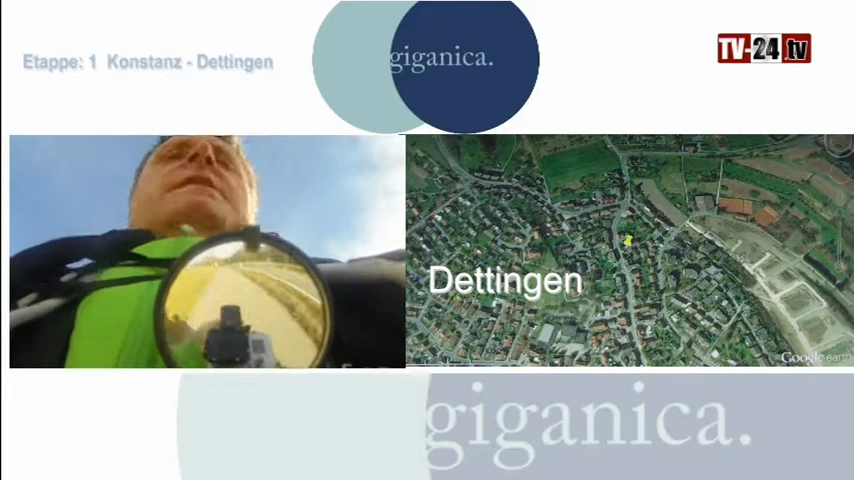 Etappe: 1 Konstanz - Dettingen
giganica.
TV-24.tv
Dettingen
Google earth
giganica.